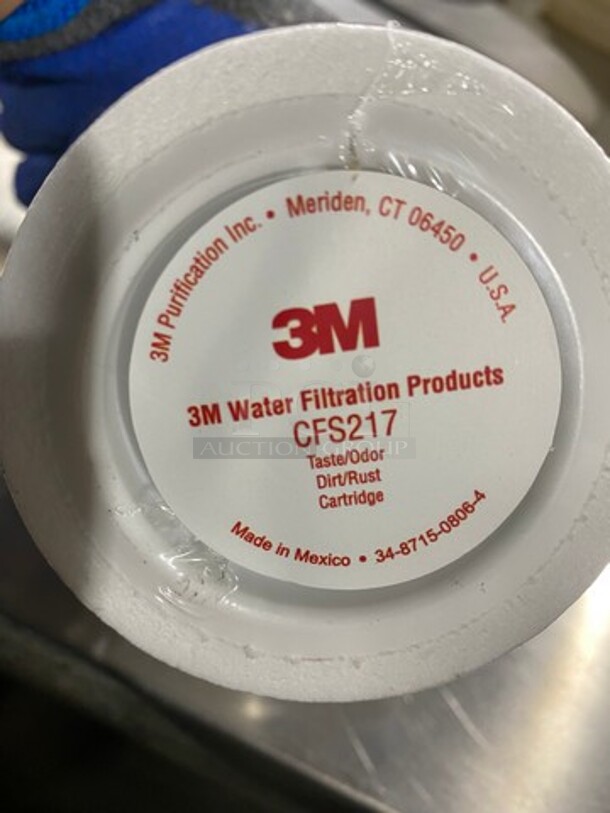 3M Purification Inc. • Meriden, CT 06450 • U.S.A.
3M
3M Water Filtration Products
CFS217
AUCTION GROUP
Taste/Odor
Dirt/Rust
Cartridge
Made in Mexico • 34-8715-0806-4